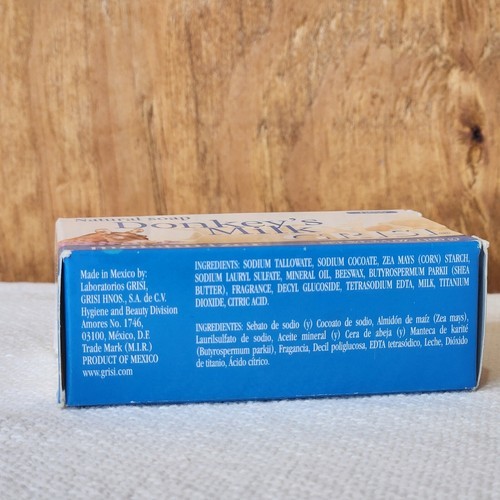 Natural soap
Donkey's
Milk
Made in Mexico by:
Laboratorios GRISI,
GRISI HNOS., S.A. de C.V.
Hygiene and Beauty Division
Amores No. 1746,
03100, México, D.F
Trade Mark (M.I.R.)
PRODUCT OF MEXICO
www.grisi.com
INGREDIENTS: SODIUM TALLOWATE, SODIUM COCOATE, ZEA MAYS (CORN) STARCH,
SODIUM LAURYL SULFATE, MINERAL OIL, BEESWAX, BUTYROSPERMUM PARKII (SHEA
BUTTER), FRAGRANCE, DECYL GLUCOSIDE, TETRASODIUM EDTA, MILK, TITANIUM
DIOXIDE, CITRIC ACID.
INGREDIENTES: Sebato de sodio (y) Cocoato de sodio, Almidón de maíz (Zea mays),
Laurilsulfato de sodio, Aceite mineral (y) Cera de abeja (y) Manteca de karité
(Butyrospermum parkii), Fragancia, Decil poliglucosa, EDTA tetrasódico, Leche, Dióxido
de titanio, Ácido cítrico.